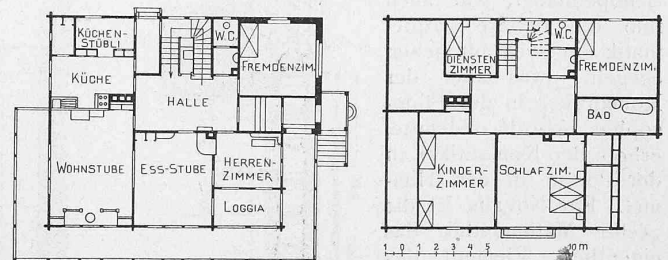 KÜCHEN-
STÜBLI
W.C.
FREMDENZIM.
KÜCHE
HALLE
WOHNSTUBE
ESS-STUBE
HERREN-
ZIMMER
LOGGIA
DIENSTEN
ZIMMER
W.C.
FREMDENZIM.
BAD
KINDER-
ZIMMER
SCHLAFZIM.
1 0 1 2 3 4 5 10 m